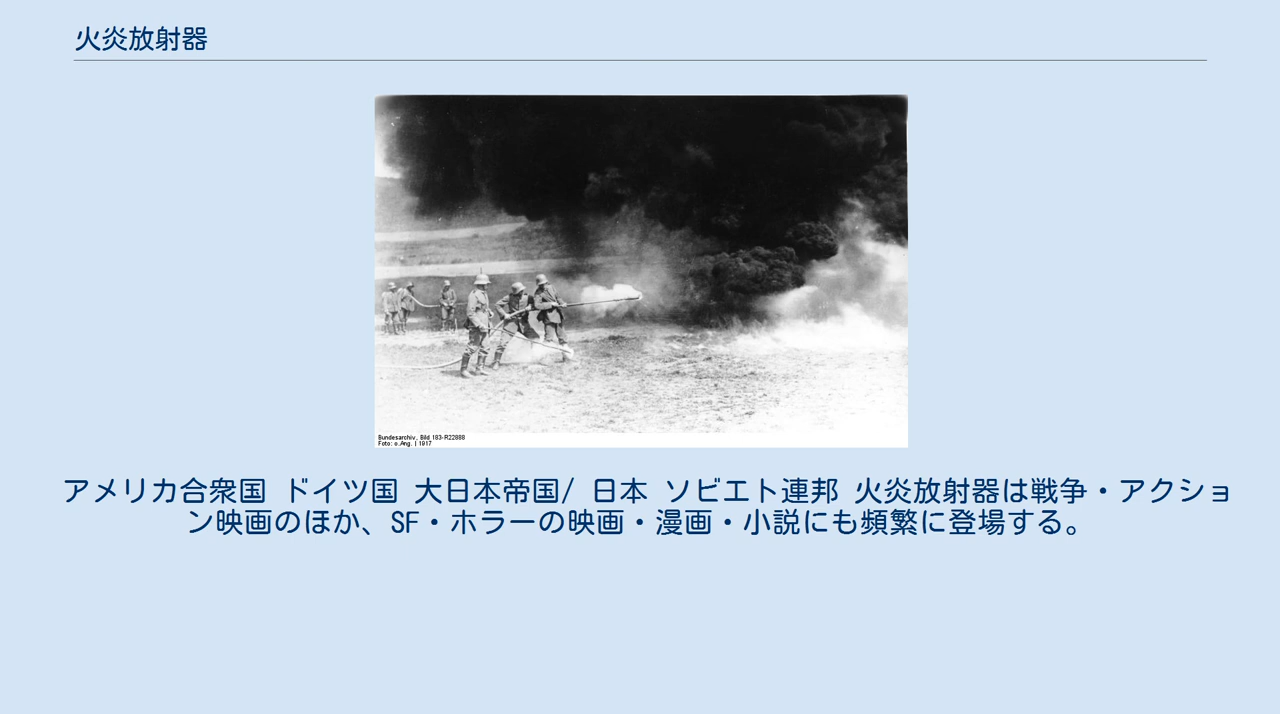 火炎放射器
Bundesarchiv, Bild 183-R22888
Foto: o.Ang. | 1917
アメリカ合衆国 ドイツ国 大日本帝国/ 日本 ソビエト連邦 火炎放射器は戦争・アクショ
ン映画のほか、SF・ホラーの映画・漫画・小説にも頻繁に登場する。